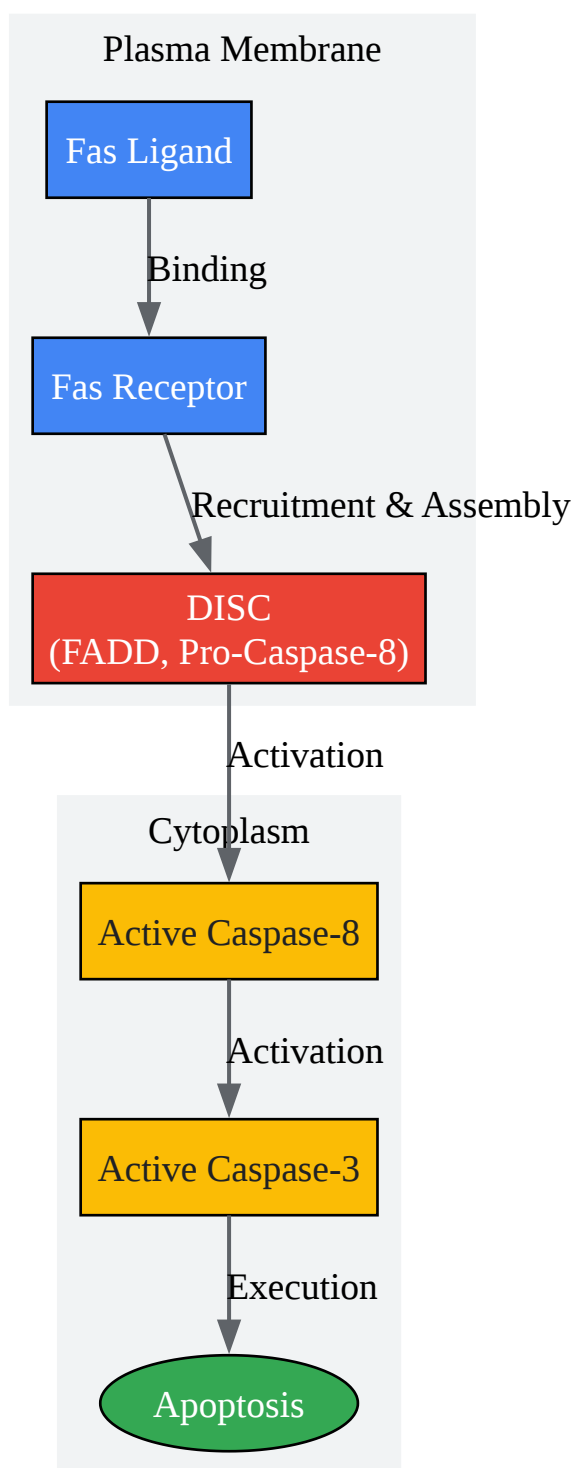 Plasma Membrane
Fas Ligand
Binding
Fas Receptor
Recruitment & Assembly
DISC
(FADD, Pro-Caspase-8)
Activation
Cytoplasm
Active Caspase-8
Activation
Active Caspase-3
Execution
Apoptosis